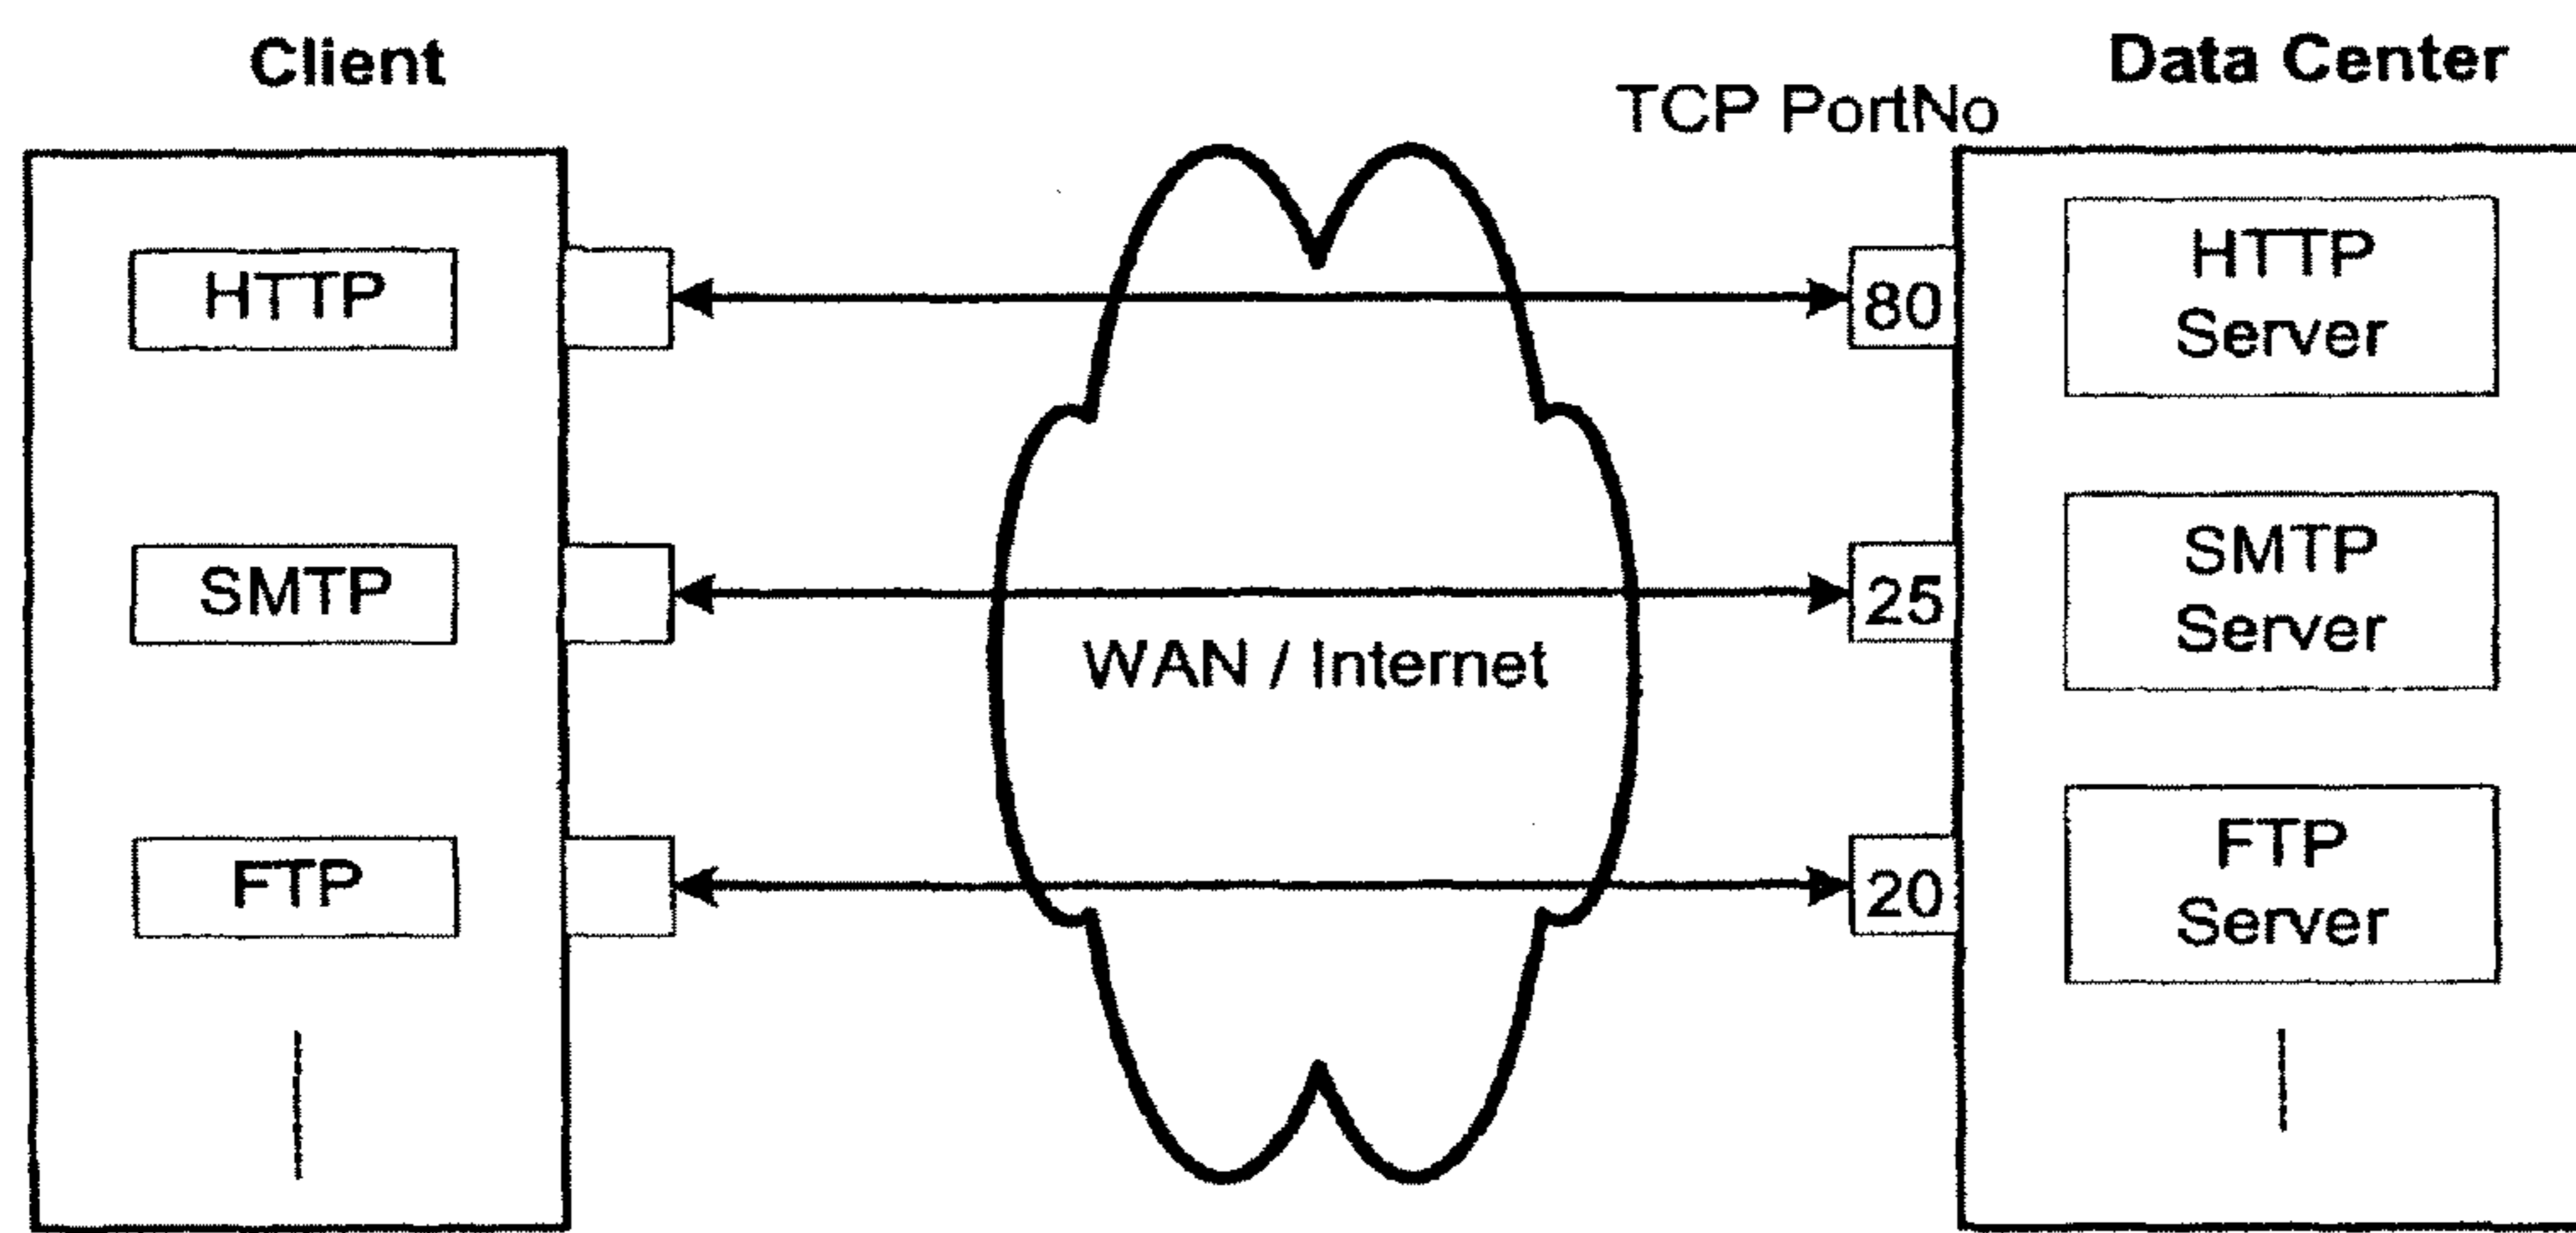 Client
Data Center
TCP PortNo
HTTP
80
HTTP
Server
SMTP
25
SMTP
Server
WAN / Internet
FTP
20
FTP
Server